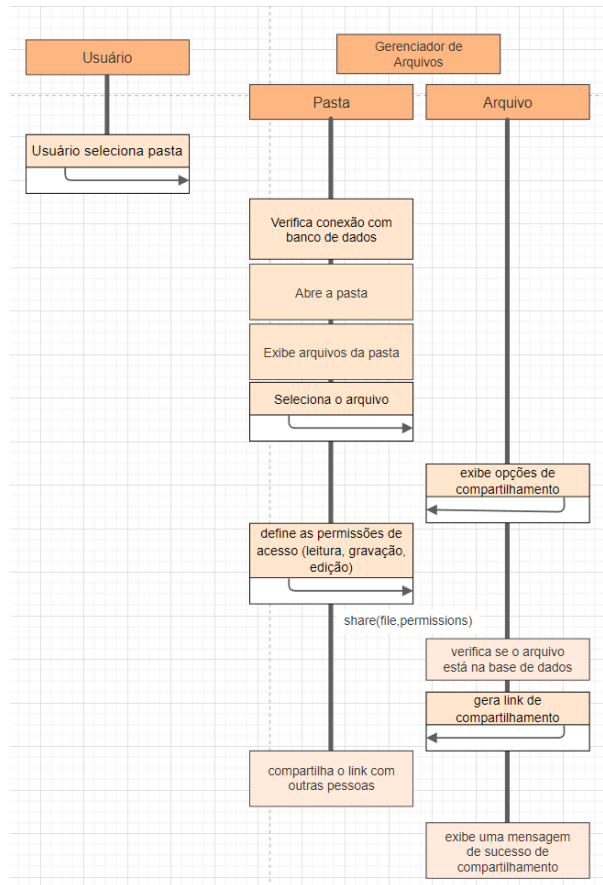 Usuário
Gerenciador de
Arquivos
Pasta
Arquivo
Usuário seleciona pasta
Verifica conexão com
banco de dados
Abre a pasta
Exibe arquivos da pasta
Seleciona o arquivo
exibe opções de
compartilhamento
define as permissões de
acesso (leitura, gravação,
edição)
share(file,permissions)
verifica se o arquivo
está na base de dados
gera link de
compartilhamento
compartilha o link com
outras pessoas
exibe uma mensagem
de sucesso de
compartilhamento